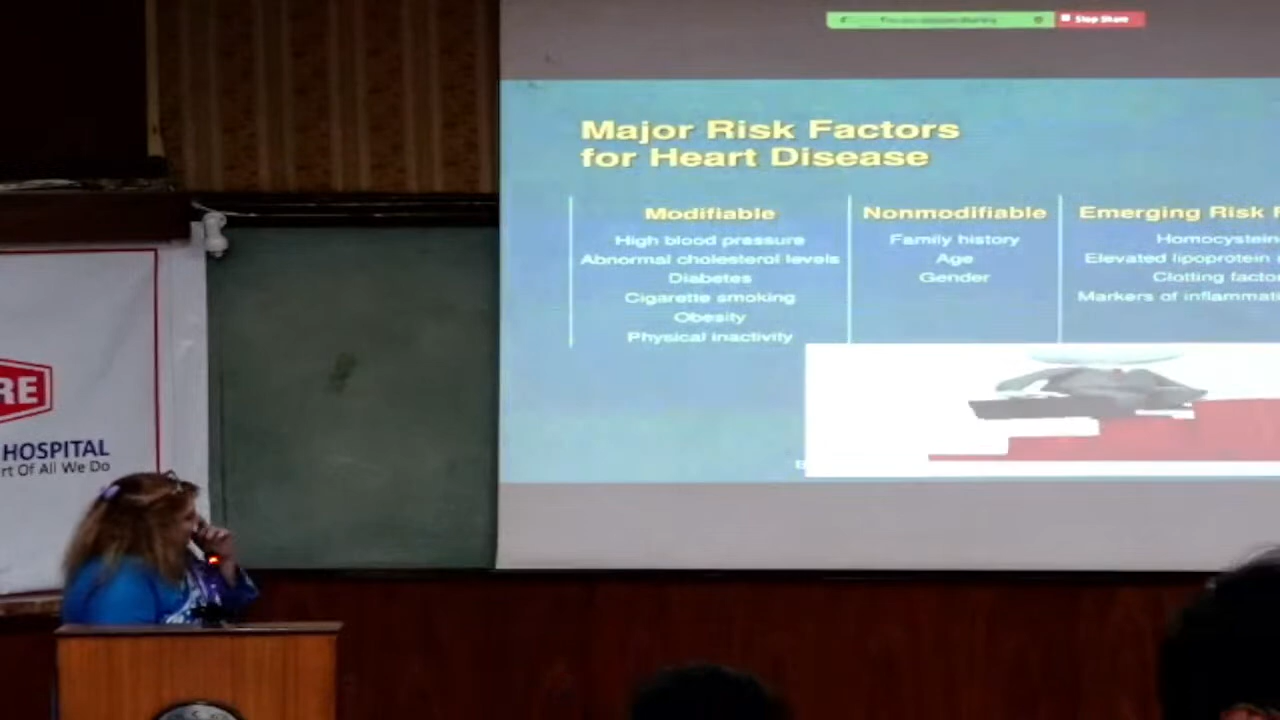 Stop Share
Major Risk Factors
for Heart Disease
Modifiable
High blood pressure
Abnormal cholesterol levels
Diabetes
Cigarette smoking
Obesity
Physical inactivity
Nonmodifiable
Family history
Age
Gender
Emerging Risk F
Homocystein
Elevated lipoprotein
Clotting factor
Markers of inflammati
RE
HOSPITAL
rt Of All We Do